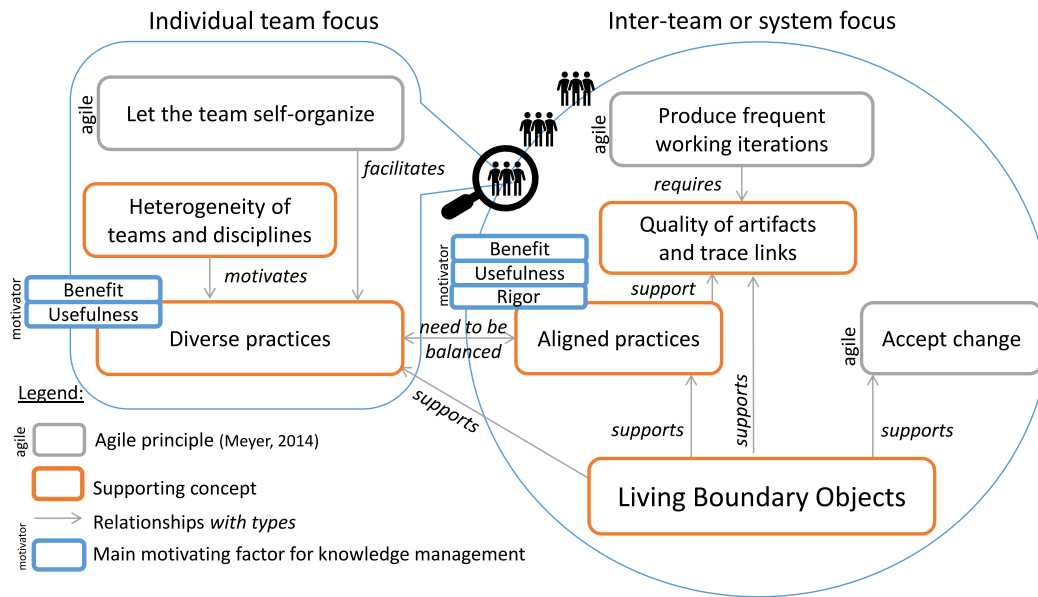 Individual team focus
Inter-team or system focus
agile
Let the team self-organize
agile
Produce frequent
working iterations
facilitates
requires
Heterogeneity of
teams and disciplines
Quality of artifacts
and trace links
motivates
motivator
Benefit
Usefulness
motivator
Benefit
Usefulness
Rigor
support
Diverse practices
need to be
balanced
Aligned practices
agile
Accept change
supports
supports
supports
supports
Living Boundary Objects
Legend:
agile
Agile principle (Meyer, 2014)
Supporting concept
Relationships with types
motivator
Main motivating factor for knowledge management